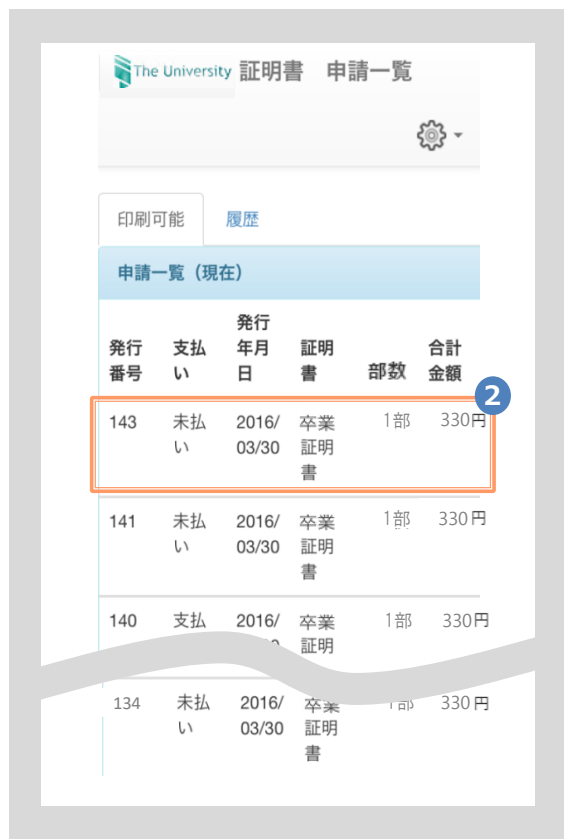 The University 証明書 申請一覧
印刷可能 履歴
申請一覧（現在）
発行番号 支払い 発行年月日 証明書 部数 合計金額
2
143 未払い 2016/03/30 卒業証明書 1部 330円
141 未払い 2016/03/30 卒業証明書 1部 330円
140 支払 2016/ 卒業証明 1部 330円
134 未払い 2016/03/30 卒業証明書 1部 330円